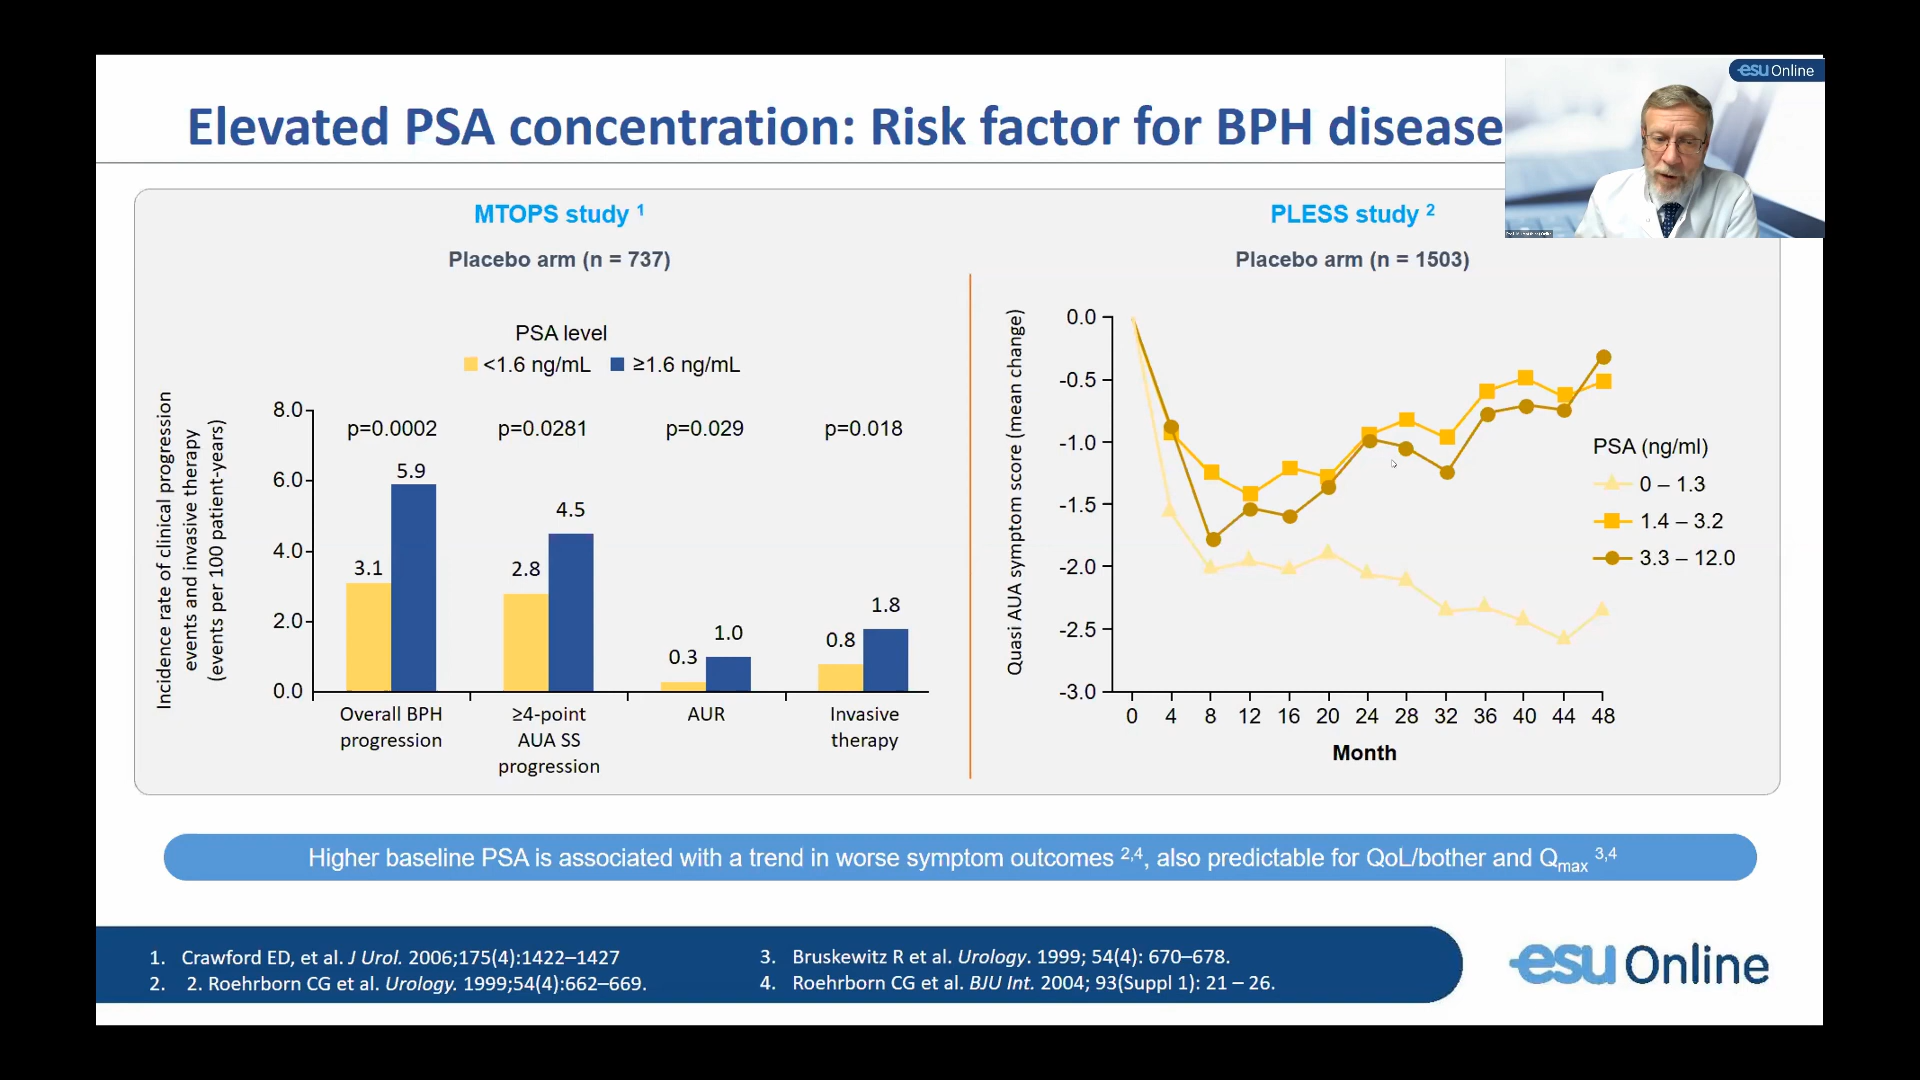 esu Online
Elevated PSA concentration: Risk factor for BPH disease
MTOPS study 1
Placebo arm (n = 737)
PSA level
<1.6 ng/mL ≥1.6 ng/mL
Incidence rate of clinical progression
events and invasive therapy
(events per 100 patient-years)
8.0
6.0
4.0
2.0
0.0
p=0.0002 p=0.0281 p=0.029 p=0.018
3.1 5.9
2.8 4.5
0.3 1.0
0.8 1.8
Overall BPH
progression
≥4-point
AUA SS
progression
AUR
Invasive
therapy
PLESS study 2
Placebo arm (n = 1503)
Quasi AUA symptom score (mean change)
0.0
-0.5
-1.0
-1.5
-2.0
-2.5
-3.0
0 4 8 12 16 20 24 28 32 36 40 44 48
Month
PSA (ng/ml)
0 – 1.3
1.4 – 3.2
3.3 – 12.0
Higher baseline PSA is associated with a trend in worse symptom outcomes 2,4, also predictable for QoL/bother and Qmax 3,4
1. Crawford ED, et al. J Urol. 2006;175(4):1422–1427
2. 2. Roehrborn CG et al. Urology. 1999;54(4):662–669.
3. Bruskewitz R et al. Urology. 1999; 54(4): 670–678.
4. Roehrborn CG et al. BJU Int. 2004; 93(Suppl 1): 21 – 26.
esu Online